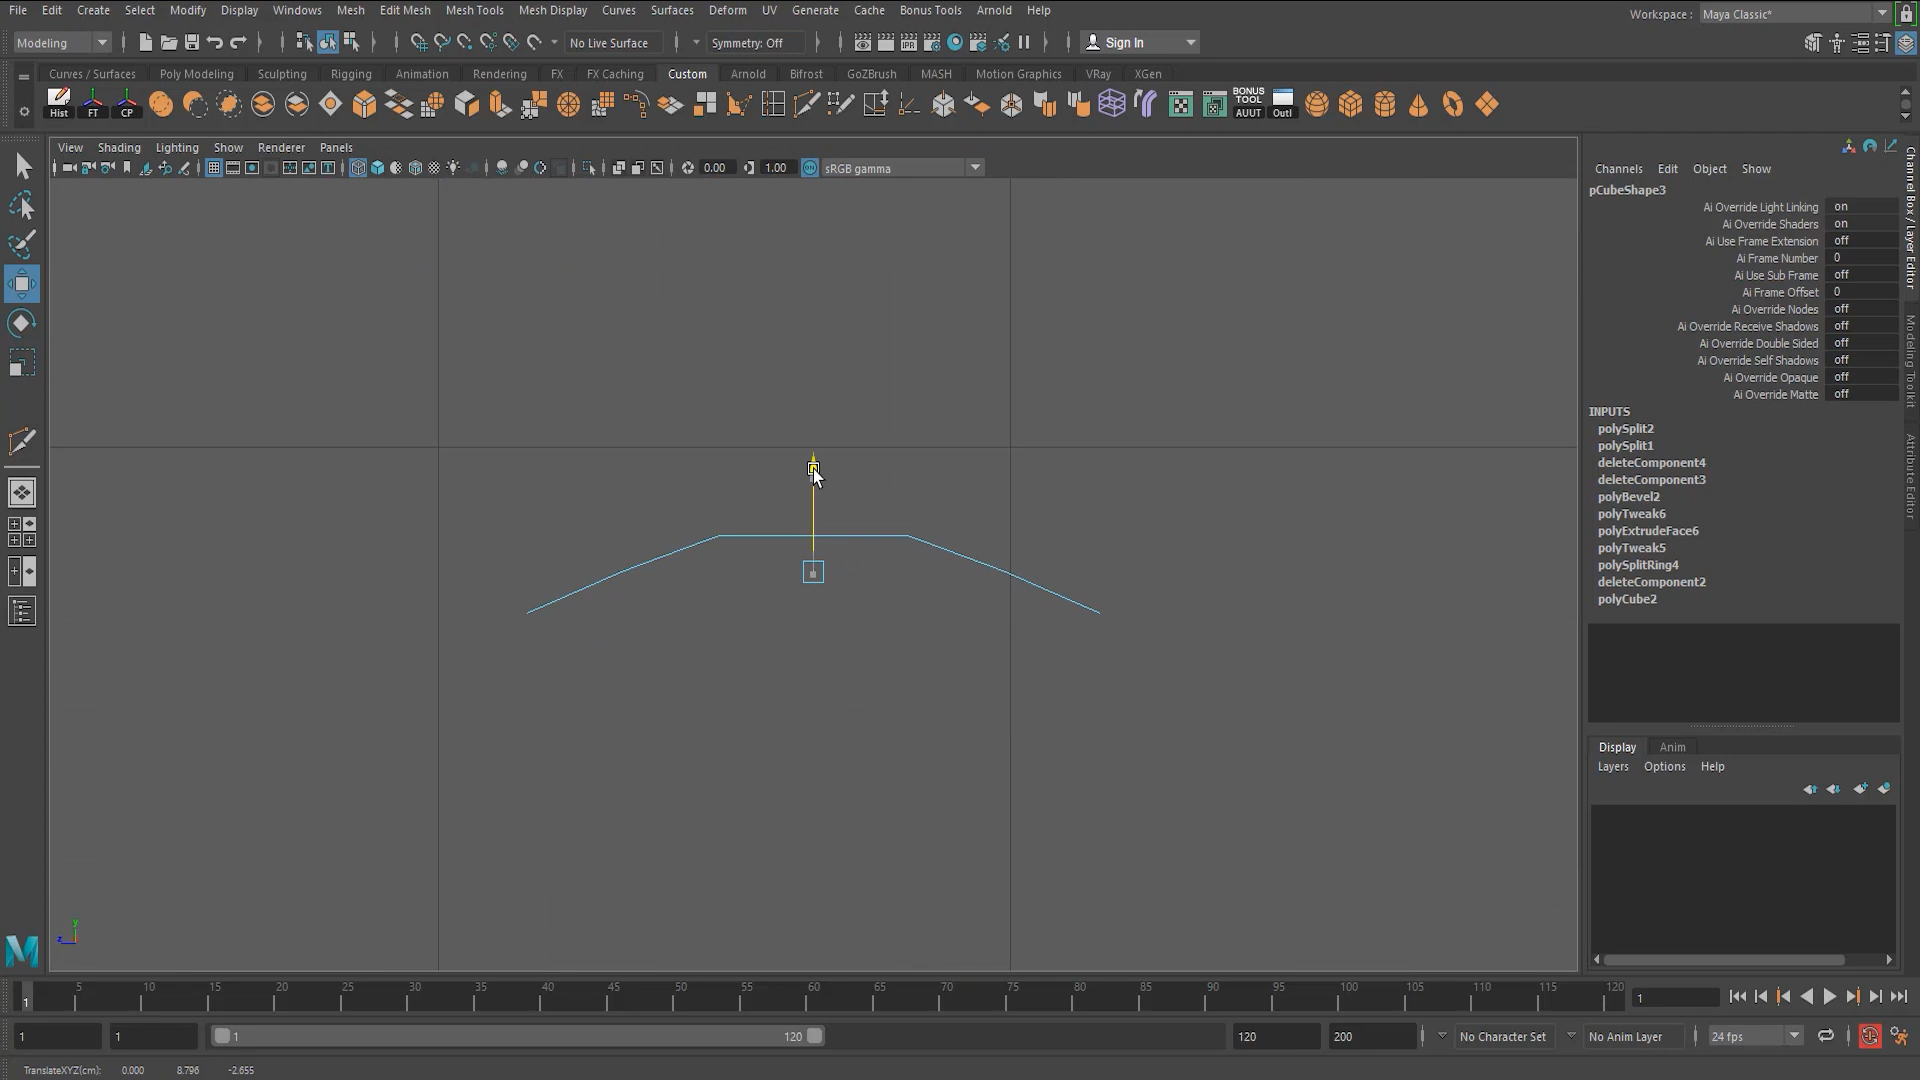 File Edit Create Select Modify Display Windows Mesh Edit Mesh Mesh Tools Mesh Display Curves Surfaces Deform UV Generate Cache Bonus Tools Arnold Help
Workspace : Maya Classic*
Modeling No Live Surface Symmetry: Off IPR Sign In
Curves / Surfaces Poly Modeling Sculpting Rigging Animation Rendering FX FX Caching Custom Arnold Bifrost GoZBrush MASH Motion Graphics VRay XGen
Hist FT CP BONUS TOOL AUUT Outl
View Shading Lighting Show Renderer Panels
0.00 1.00 sRGB gamma
Channels Edit Object Show
pCubeShape3
Ai Override Light Linking on
Ai Override Shaders on
Ai Use Frame Extension off
Ai Frame Number 0
Ai Use Sub Frame off
Ai Frame Offset 0
Ai Override Nodes off
Ai Override Receive Shadows off
Ai Override Double Sided off
Ai Override Self Shadows off
Ai Override Opaque off
Ai Override Matte off
INPUTS
polySplit2
polySplit1
deleteComponent4
deleteComponent3
polyBevel2
polyTweak6
polyExtrudeFace6
polyTweak5
polySplitRing4
deleteComponent2
polyCube2
Channel Box / Layer Editor
Modeling Toolkit
Attribute Editor
Display Anim
Layers Options Help
y
z
M
5 10 15 20 25 30 35 40 45 50 55 60 65 70 75 80 85 90 95 100 105 110 115 120
1 1
1 1 1 120 120 200 No Character Set No Anim Layer 24 fps
TranslateXYZ(cm): 0.000 8.796 -2.655